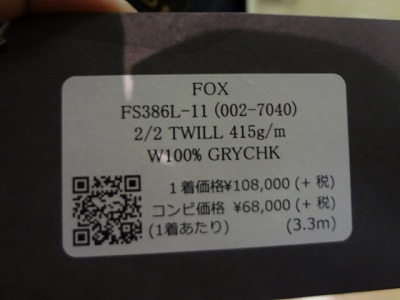 FOX
FS386L-11 (002-7040)
2/2 TWILL 415g/m
W100% GRYCHK
1着価格¥108,000 (+ 税)
コンビ価格 ¥68,000 (+ 税)
(1着あたり) (3.3m)